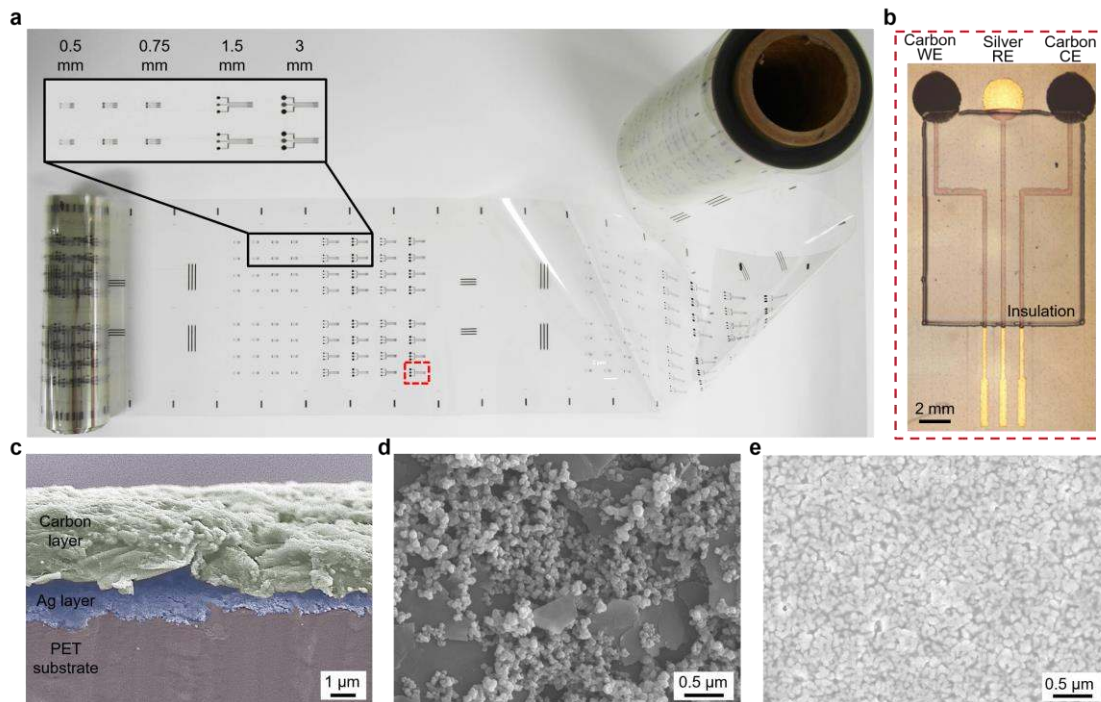 a
0.5
mm
0.75
mm
1.5
mm
3
mm
b
Carbon
WE
Silver
RE
Carbon
CE
Insulation
2 mm
c
Carbon
layer
Ag layer
PET
substrate
1 µm
d
0.5 µm
e
0.5 µm